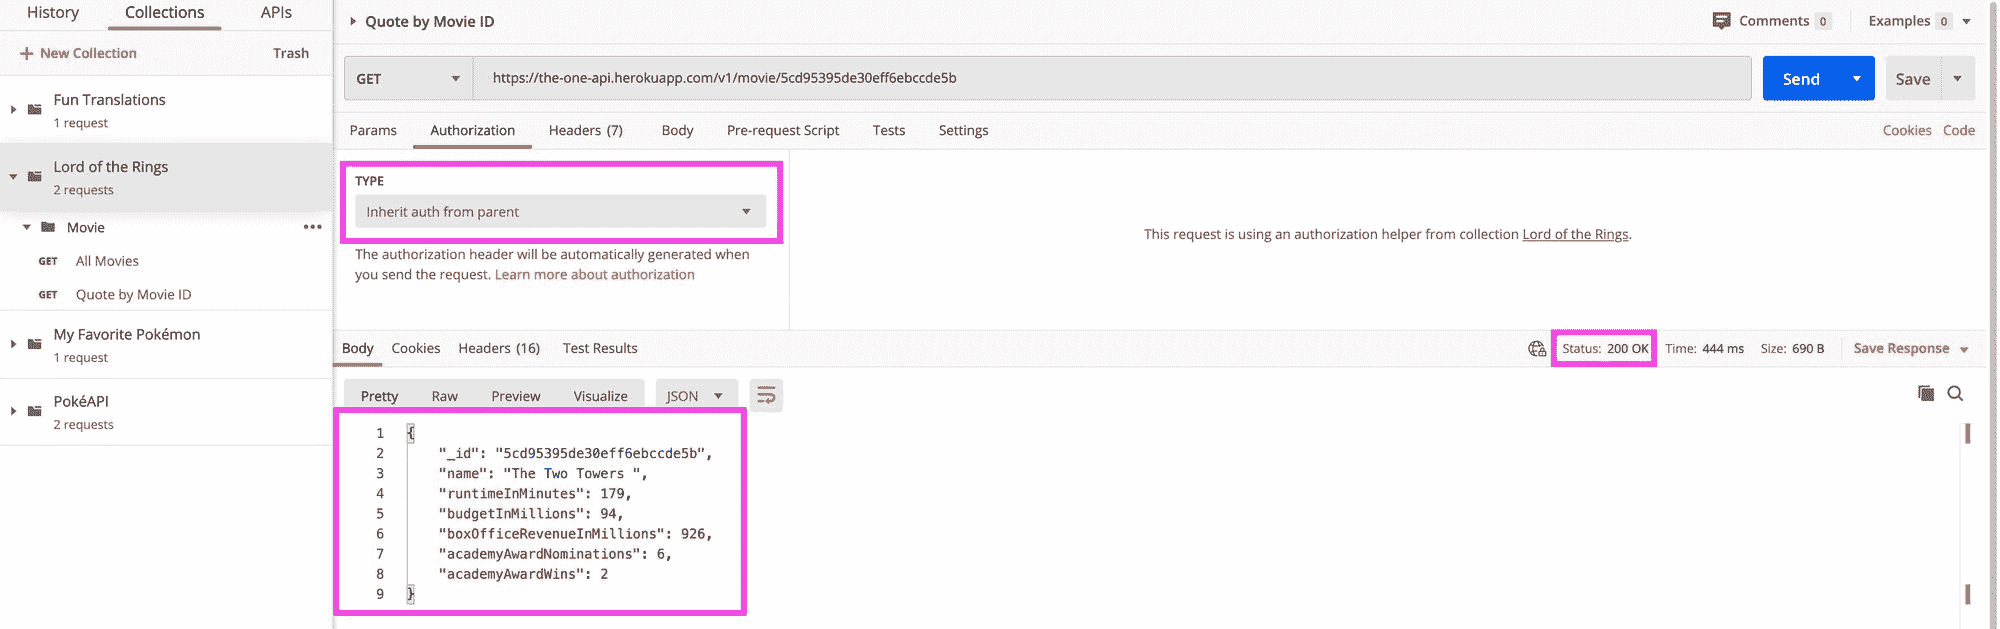 History Collections APIs
+ New Collection Trash
Fun Translations
1 request
Lord of the Rings
2 requests
Movie •••
GET All Movies
GET Quote by Movie ID
My Favorite Pokémon
1 request
PokéAPI
2 requests
Quote by Movie ID
Comments 0 Examples 0
GET https://the-one-api.herokuapp.com/v1/movie/5cd95395de30eff6ebccde5b Send Save
Params Authorization Headers (7) Body Pre-request Script Tests Settings Cookies Code
TYPE
Inherit auth from parent
The authorization header will be automatically generated when
you send the request. Learn more about authorization
This request is using an authorization helper from collection Lord of the Rings.
Body Cookies Headers (16) Test Results Status: 200 OK Time: 444 ms Size: 690 B Save Response
Pretty Raw Preview Visualize JSON
1 {
2 "_id": "5cd95395de30eff6ebccde5b",
3 "name": "The Two Towers ",
4 "runtimeInMinutes": 179,
5 "budgetInMillions": 94,
6 "boxOfficeRevenueInMillions": 926,
7 "academyAwardNominations": 6,
8 "academyAwardWins": 2
9 }